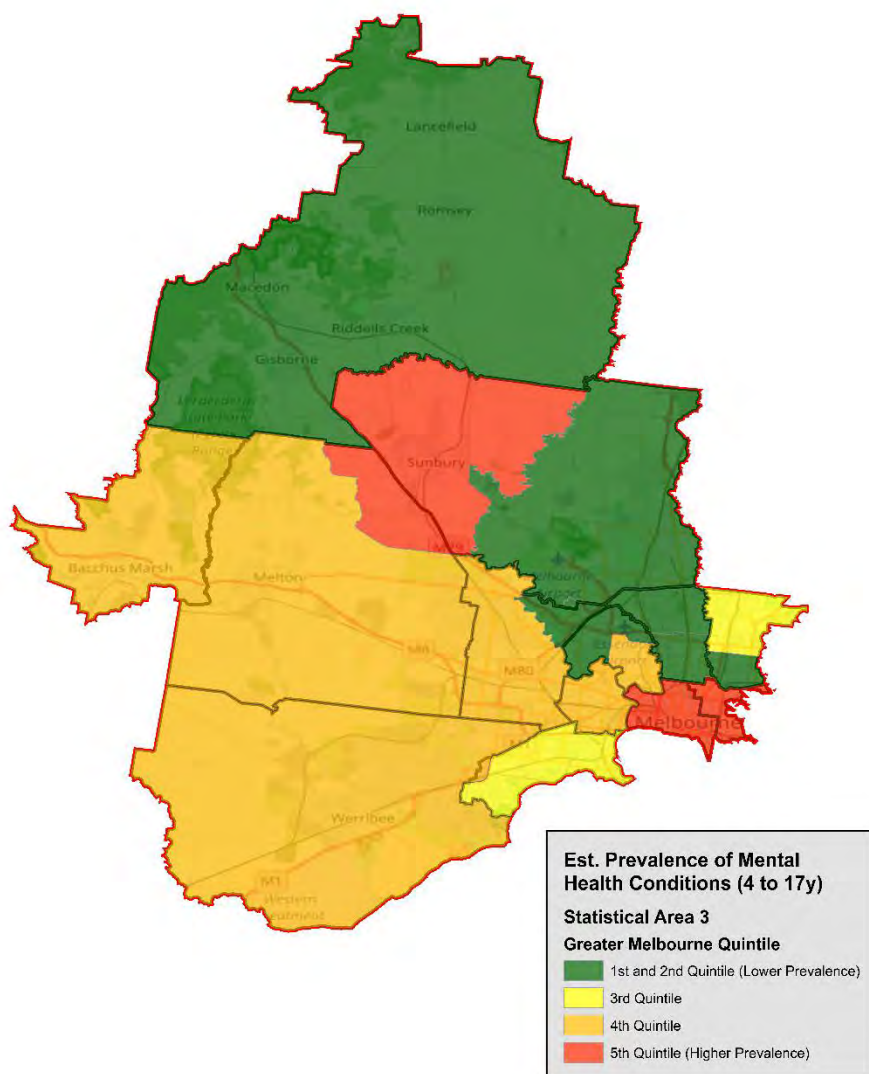 Lancefield
Romsey
Macedon
Riddells Creek
Gisborne
Sunbury
Bacchus Marsh
Melton
M80
Melbourne
Werribee
M1
Western
Est. Prevalence of Mental
Health Conditions (4 to 17y)
Statistical Area 3
Greater Melbourne Quintile
1st and 2nd Quintile (Lower Prevalence)
3rd Quintile
4th Quintile
5th Quintile (Higher Prevalence)